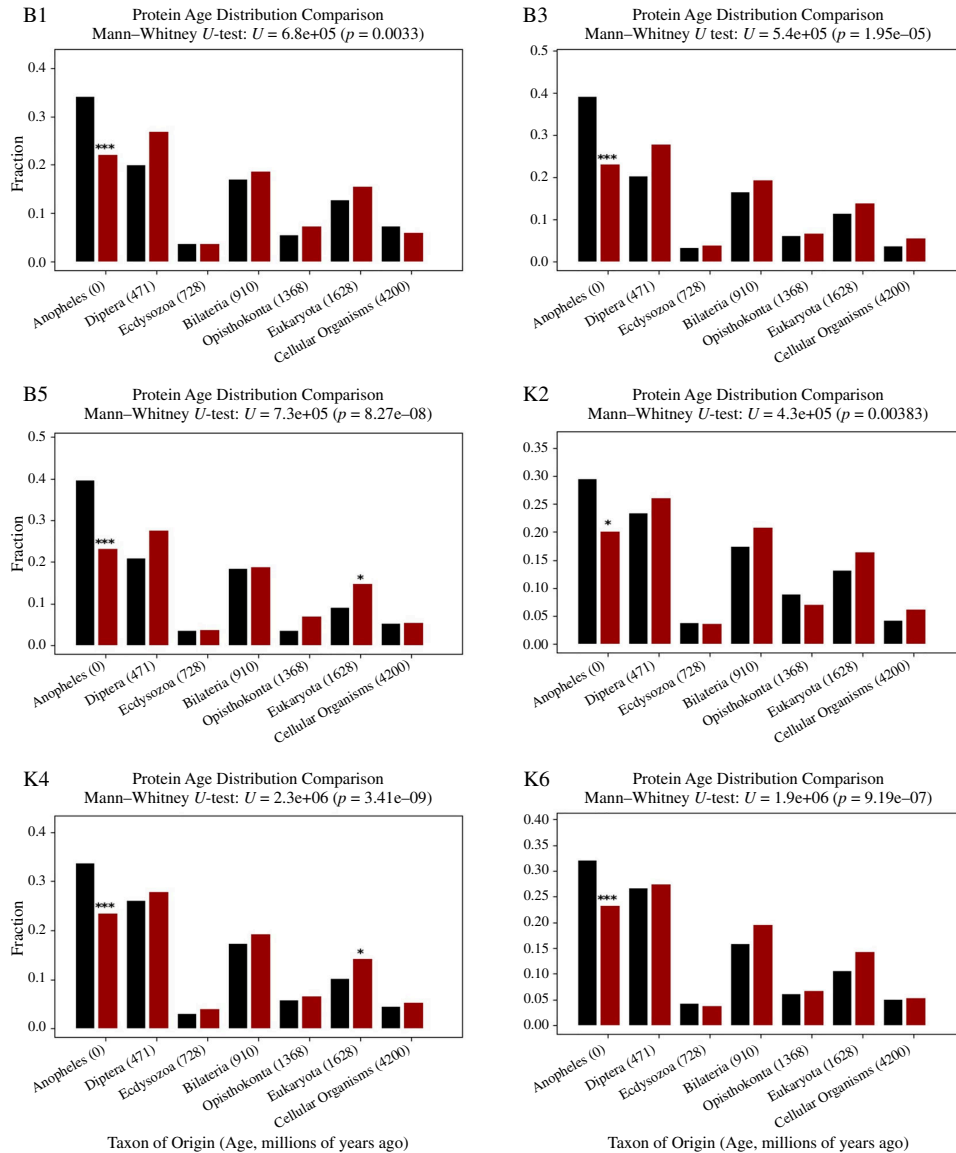 B1
Protein Age Distribution Comparison
Mann–Whitney U-test: U = 6.8e+05 (p = 0.0033)
0.4
0.3
0.2
0.1
0.0
Fraction
***
Anopheles (0)
Diptera (471)
Ecdysozoa (728)
Bilateria (910)
Opisthokonta (1368)
Eukaryota (1628)
Cellular Organisms (4200)
B3
Protein Age Distribution Comparison
Mann–Whitney U test: U = 5.4e+05 (p = 1.95e–05)
0.5
0.4
0.3
0.2
0.1
0.0
***
Anopheles (0)
Diptera (471)
Ecdysozoa (728)
Bilateria (910)
Opisthokonta (1368)
Eukaryota (1628)
Cellular Organisms (4200)
B5
Protein Age Distribution Comparison
Mann–Whitney U-test: U = 7.3e+05 (p = 8.27e–08)
0.5
0.4
0.3
0.2
0.1
0.0
Fraction
***
*
Anopheles (0)
Diptera (471)
Ecdysozoa (728)
Bilateria (910)
Opisthokonta (1368)
Eukaryota (1628)
Cellular Organisms (4200)
K2
Protein Age Distribution Comparison
Mann–Whitney U-test: U = 4.3e+05 (p = 0.00383)
0.35
0.30
0.25
0.20
0.15
0.10
0.05
0.00
*
Anopheles (0)
Diptera (471)
Ecdysozoa (728)
Bilateria (910)
Opisthokonta (1368)
Eukaryota (1628)
Cellular Organisms (4200)
K4
Protein Age Distribution Comparison
Mann–Whitney U-test: U = 2.3e+06 (p = 3.41e–09)
0.4
0.3
0.2
0.1
0.0
Fraction
***
*
Anopheles (0)
Diptera (471)
Ecdysozoa (728)
Bilateria (910)
Opisthokonta (1368)
Eukaryota (1628)
Cellular Organisms (4200)
Taxon of Origin (Age, millions of years ago)
K6
Protein Age Distribution Comparison
Mann–Whitney U-test: U = 1.9e+06 (p = 9.19e–07)
0.40
0.35
0.30
0.25
0.20
0.15
0.10
0.05
0.00
***
Anopheles (0)
Diptera (471)
Ecdysozoa (728)
Bilateria (910)
Opisthokonta (1368)
Eukaryota (1628)
Cellular Organisms (4200)
Taxon of Origin (Age, millions of years ago)